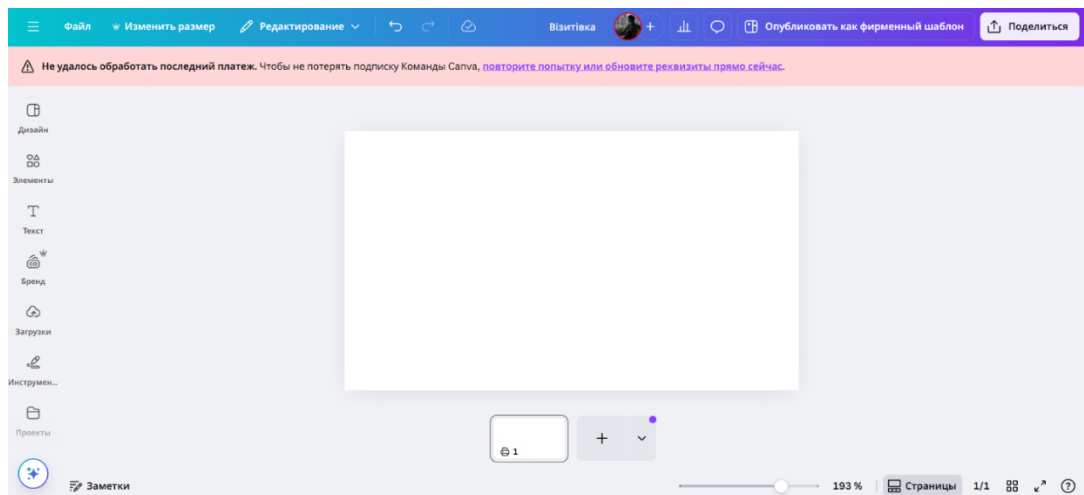 Файл Изменить размер Редактирование Візитівка + Опубликовать как фирменный шаблон Поделиться
Не удалось обработать последний платеж. Чтобы не потерять подписку Команды Canva, повторите попытку или обновите реквизиты прямо сейчас.
Дизайн
Элементы
Текст
Бренд
Загрузки
Инструмен...
Проекты
1
Заметки 193 % Страницы 1/1